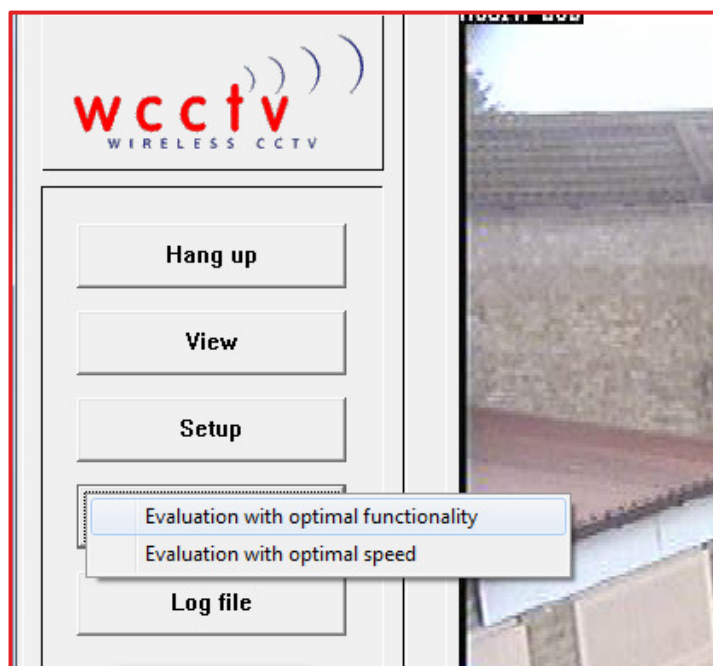 wcctv
WIRELESS CCTV
Hang up
View
Setup
Evaluation with optimal functionality
Evaluation with optimal speed
Log file